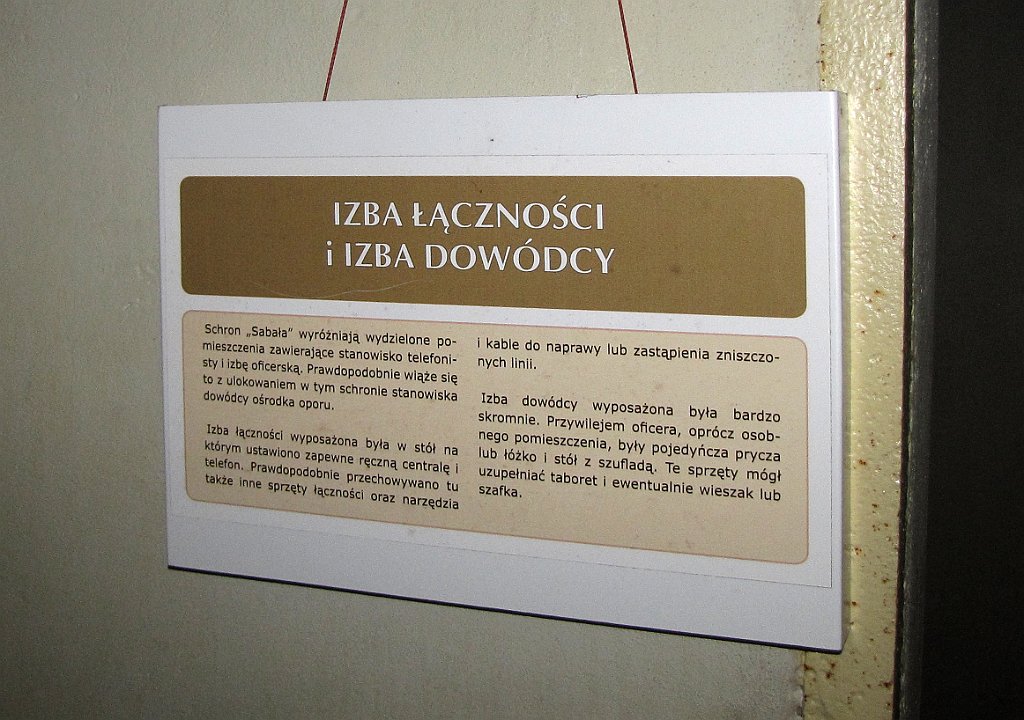 IZBA ŁĄCZNOŚCI
i IZBA DOWÓDCY
Schron „Sabała” wyróżniają wydzielone po-
mieszczenia zawierające stanowisko telefoni-
sty i izbę oficerską. Prawdopodobnie wiąże się
to z ulokowaniem w tym schronie stanowiska
dowódcy ośrodka oporu.
Izba łączności wyposażona była w stół na
którym ustawiono zapewne ręczną centralę i
telefon. Prawdopodobnie przechowywano tu
także inne sprzęty łączności oraz narzędzia
i kable do naprawy lub zastąpienia zniszczo-
nych linii.
Izba dowódcy wyposażona była bardzo
skromnie. Przywilejem oficera, oprócz osob-
nego pomieszczenia, były pojedyńcza prycza
lub łóżko i stół z szufladą. Te sprzęty mógł
uzupełniać taboret i ewentualnie wieszak lub
szafka.